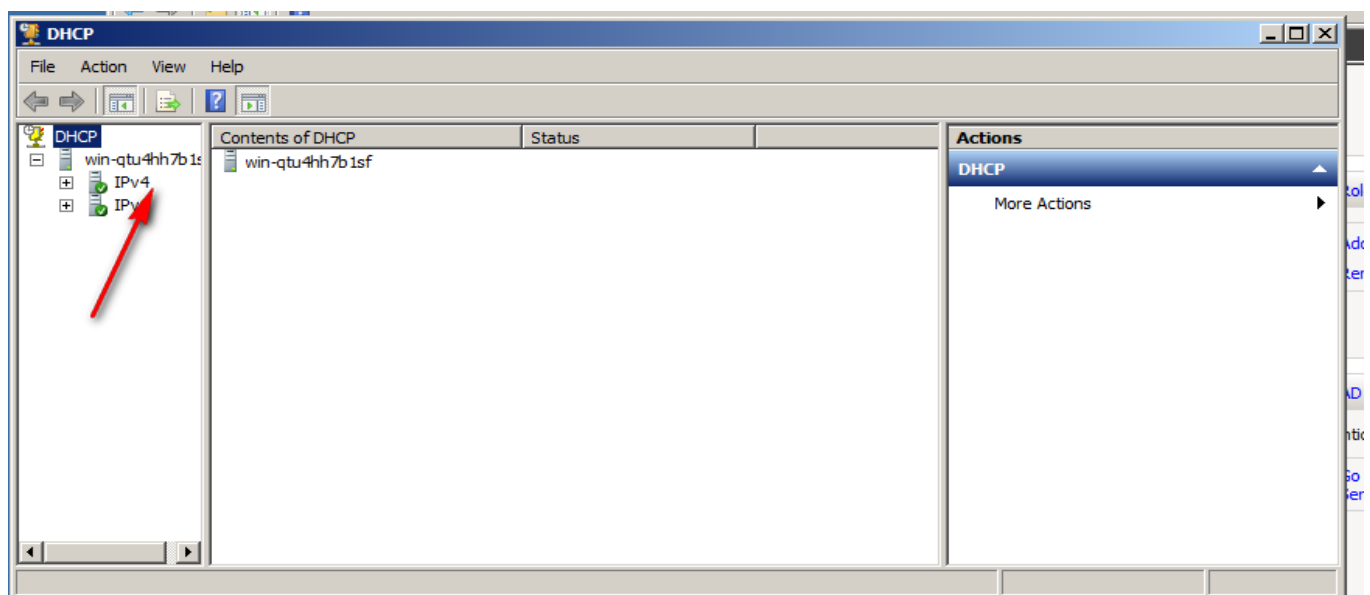 DHCP
File Action View Help
DHCP
Contents of DHCP
Status
Actions
win-qtu4hh7b1s
win-qtu4hh7b1sf
DHCP
IPv4
More Actions